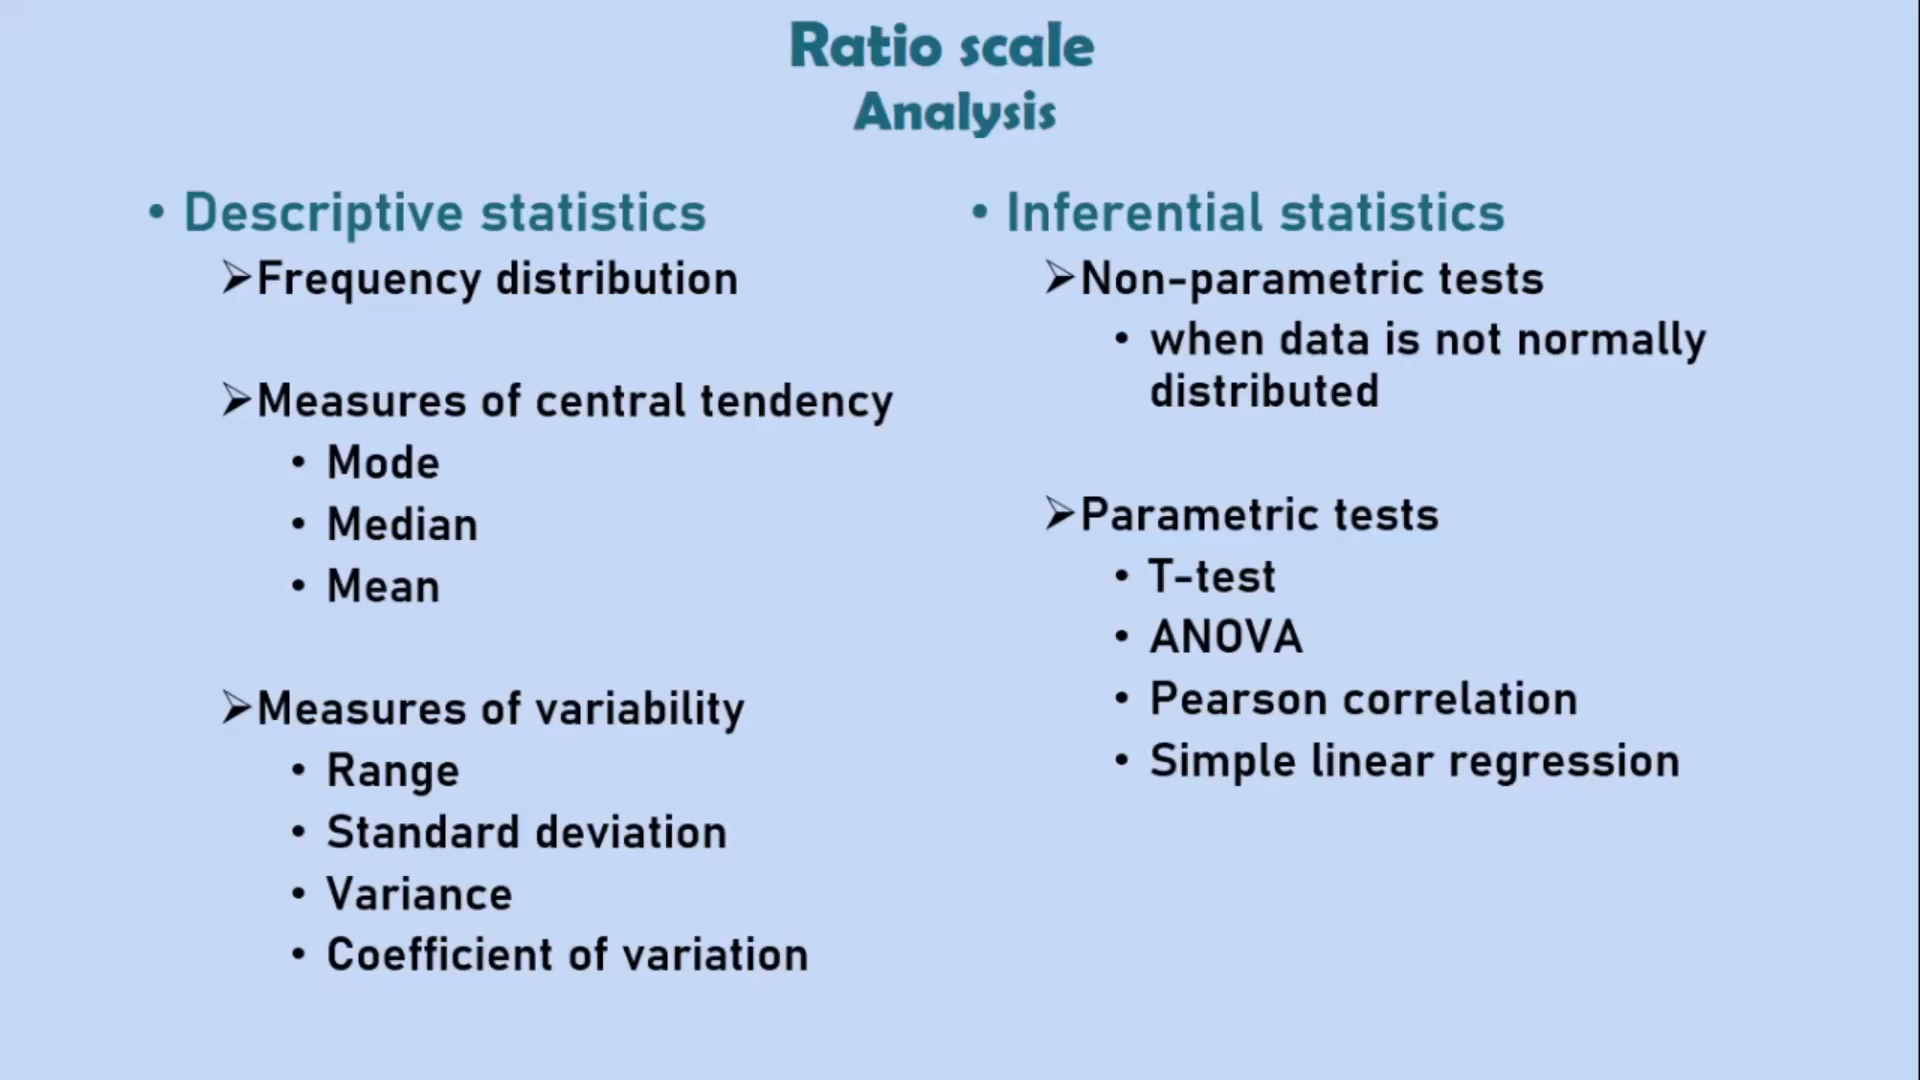 Ratio scale
Analysis
• Descriptive statistics
➢Frequency distribution
➢Measures of central tendency
• Mode
• Median
• Mean
➢Measures of variability
• Range
• Standard deviation
• Variance
• Coefficient of variation
• Inferential statistics
➢Non-parametric tests
• when data is not normally
distributed
➢Parametric tests
• T-test
• ANOVA
• Pearson correlation
• Simple linear regression